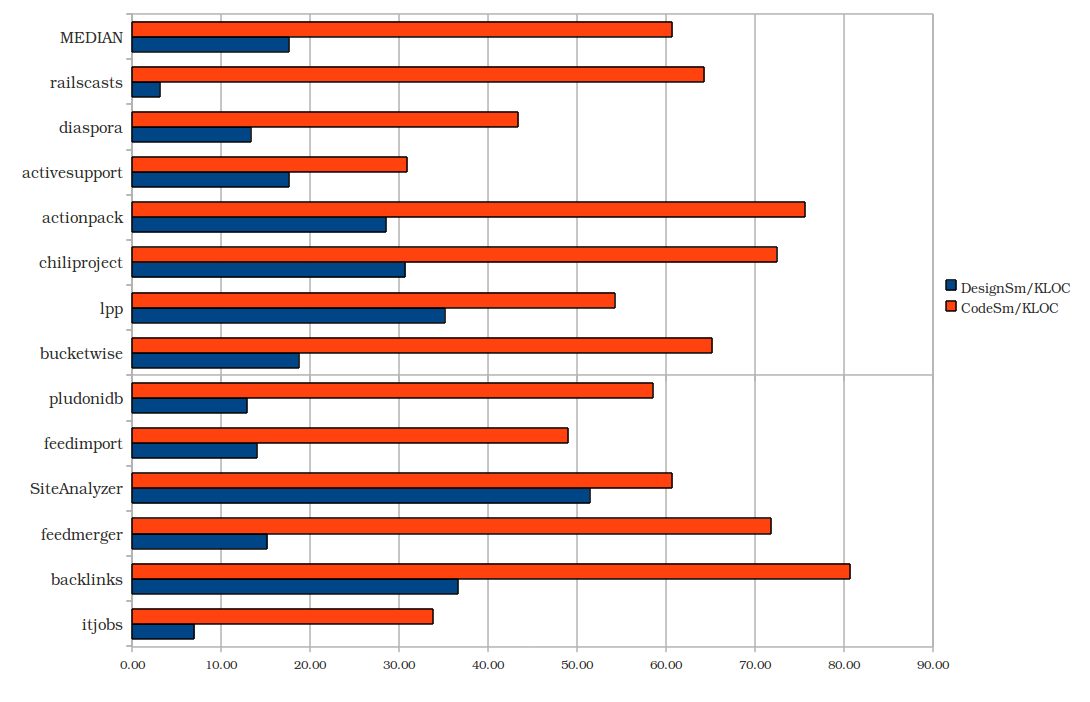 MEDIAN
railscasts
diaspora
activesupport
actionpack
chiliproject
lpp
bucketwise
pludonidb
feedimport
SiteAnalyzer
feedmerger
backlinks
itjobs
0.00 10.00 20.00 30.00 40.00 50.00 60.00 70.00 80.00 90.00
DesignSm/KLOC
CodeSm/KLOC